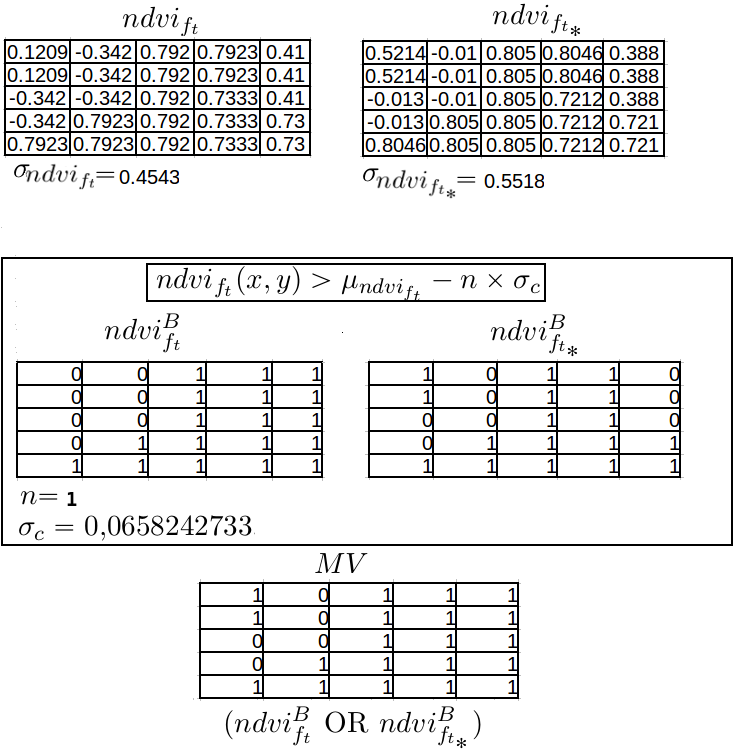 ndvi_{f_t}
0.1209 -0.342 0.792 0.7923 0.41
0.1209 -0.342 0.792 0.7923 0.41
-0.342 -0.342 0.792 0.7333 0.41
-0.342 0.7923 0.792 0.7333 0.73
0.7923 0.7923 0.792 0.7333 0.73
σ_{ndvi_{f_t}}= 0.4543
ndvi_{f_{t*}}
0.5214 -0.01 0.805 0.8046 0.388
0.5214 -0.01 0.805 0.8046 0.388
-0.013 -0.01 0.805 0.7212 0.388
-0.013 0.805 0.805 0.7212 0.721
0.8046 0.805 0.805 0.7212 0.721
σ_{ndvi_{f_{t*}}}= 0.5518
ndvi_{f_t}(x, y) > μ_{ndvi_{f_t}} − n × σ_c
ndvi^B_{f_t}
0 0 1 1 1
0 0 1 1 1
0 0 1 1 1
0 1 1 1 1
1 1 1 1 1
ndvi^B_{f_{t*}}
1 0 1 1 0
1 0 1 1 0
0 0 1 1 0
0 1 1 1 1
1 1 1 1 1
n= 1
σ_c = 0,0658242733
MV
1 0 1 1 1
1 0 1 1 1
0 0 1 1 1
0 1 1 1 1
1 1 1 1 1
(ndvi^B_{f_t} OR ndvi^B_{f_{t*}})